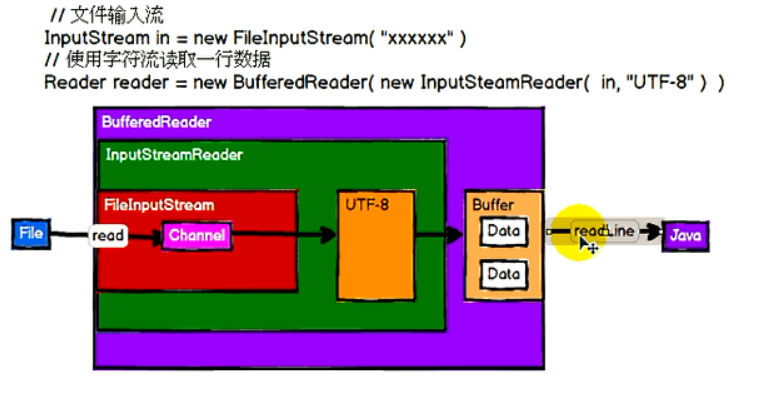 // 文件输入流
InputStream in = new FileInputStream( "xxxxxx" )
// 使用字符流读取一行数据
Reader reader = new BufferedReader( new InputSteamReader( in, "UTF-8" ) )
BufferedReader
InputStreamReader
FileInputStream
UTF-8
Buffer
File
read
Channel
Data
readLine
Java
Data